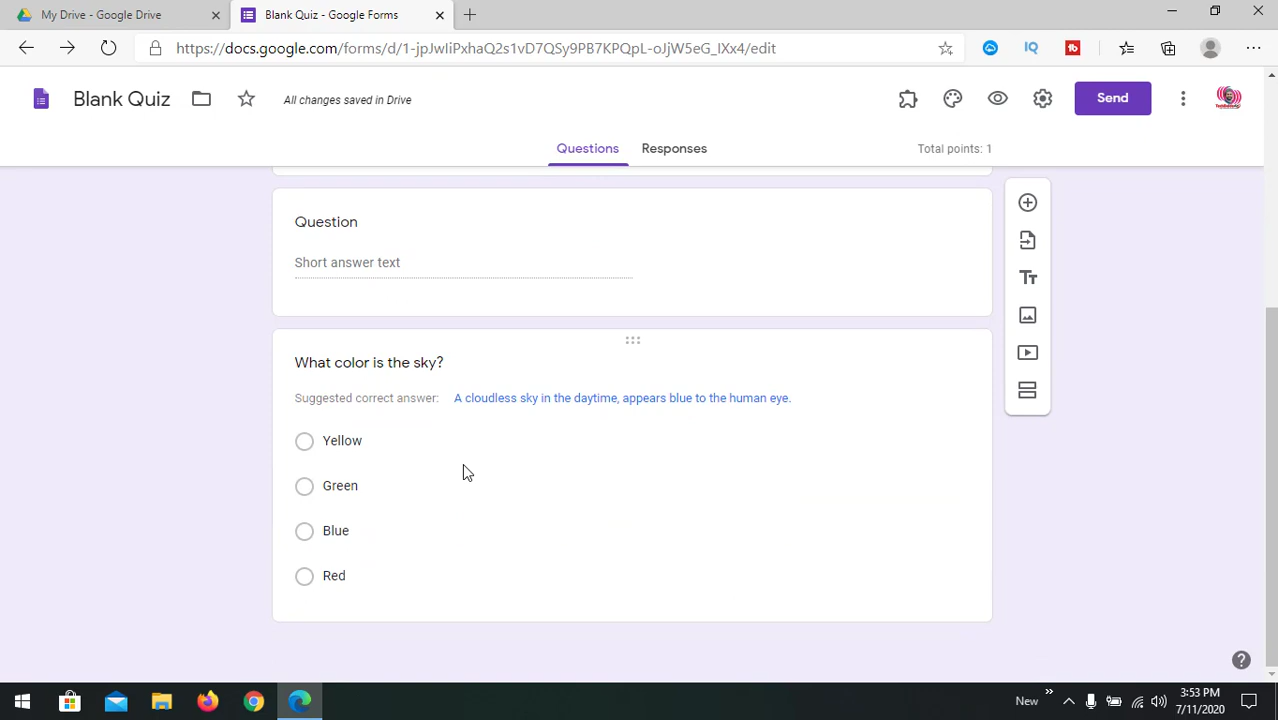 My Drive - Google Drive
Blank Quiz - Google Forms
https://docs.google.com/forms/d/1-jpJwIiPxhaQ2s1vD7QSy9PB7KPQpL-oJjW5eG_lXx4/edit
Blank Quiz
All changes saved in Drive
Send
Questions
Responses
Total points: 1
Question
Short answer text
What color is the sky?
Suggested correct answer:
A cloudless sky in the daytime, appears blue to the human eye.
Yellow
Green
Blue
Red
New
3:53 PM
7/11/2020